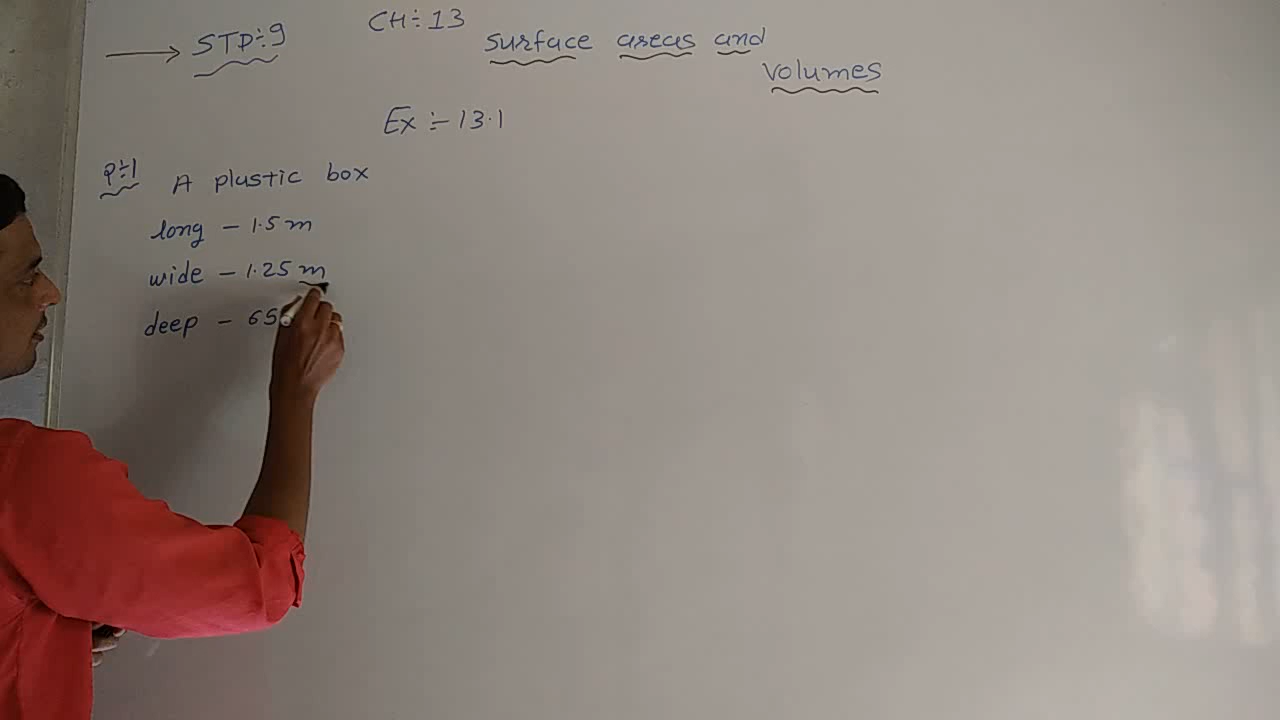 → STD÷9 CH÷13 Surface areas and
volumes
Ex÷-13.1
Q÷1 A plastic box
long - 1.5 m
wide - 1.25 m
deep - 65